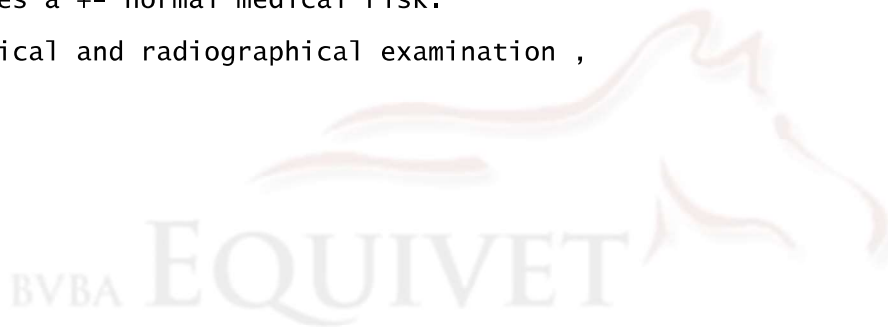 es a +- normal medical risk.
ical and radiographical examination ,
BVBA EQUIVET